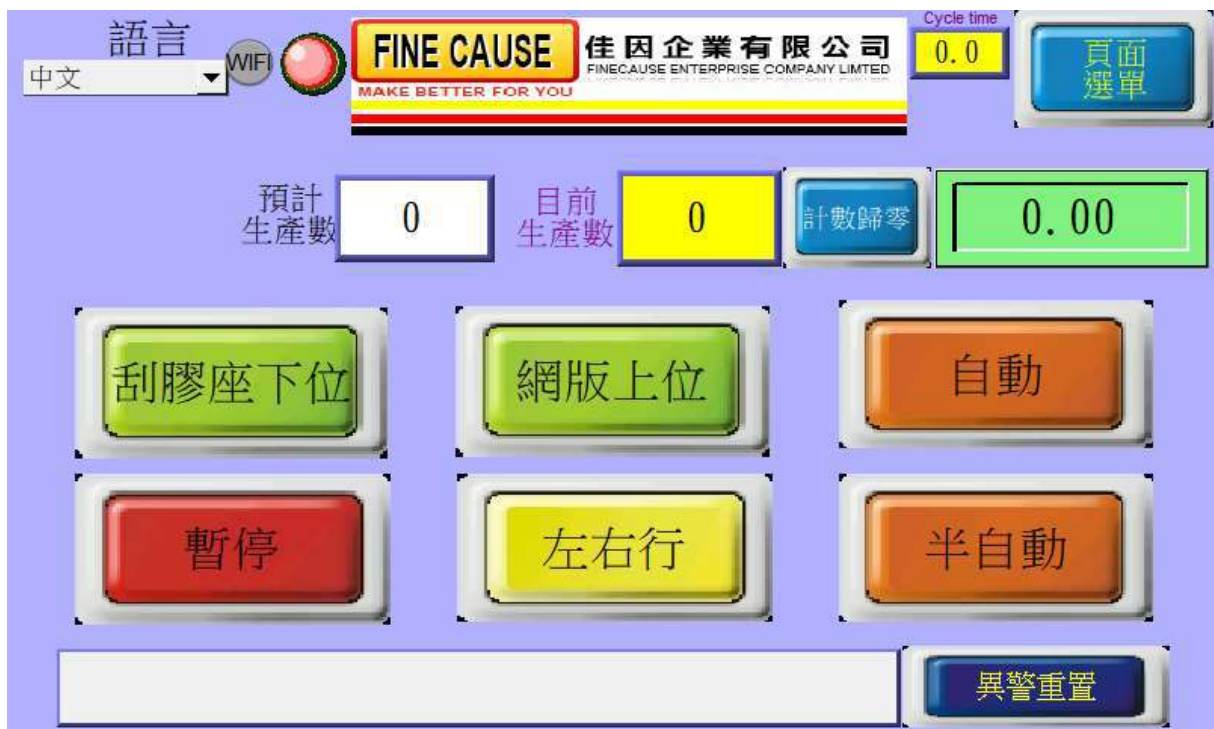 語言
中文
WIFI
FINE CAUSE
MAKE BETTER FOR YOU
佳因企業有限公司
FINECAUSE ENTERPRISE COMPANY LIMTED
Cycle time
0.0
頁面
選單
預計
生產數
0
目前
生產數
0
計數歸零
0.00
刮膠座下位
網版上位
自動
暫停
左右行
半自動
異警重置